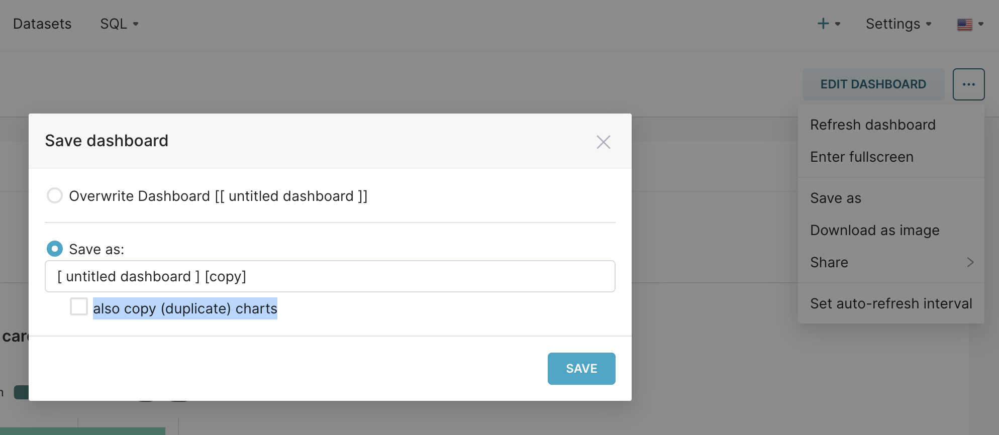 Datasets
SQL
Settings
EDIT DASHBOARD
Refresh dashboard
Enter fullscreen
Save as
Download as image
Share
Set auto-refresh interval
Save dashboard
Overwrite Dashboard [[ untitled dashboard ]]
Save as:
[ untitled dashboard ] [copy]
also copy (duplicate) charts
SAVE